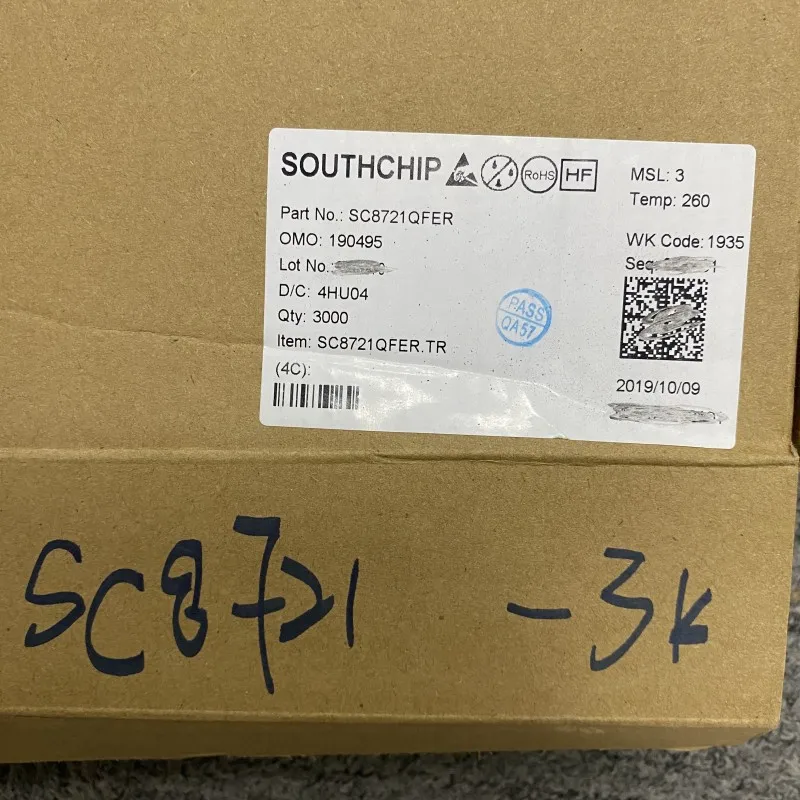 SOUTHCHIP RoHS HF
MSL: 3
Temp: 260
Part No.: SC8721QFER
OMO: 190495
WK Code: 1935
Lot No.
Seq.
D/C: 4HU04
Qty: 3000
PASS
QA57
Item: SC8721QFER.TR
(4C):
2019/10/09
SC8721 -3K